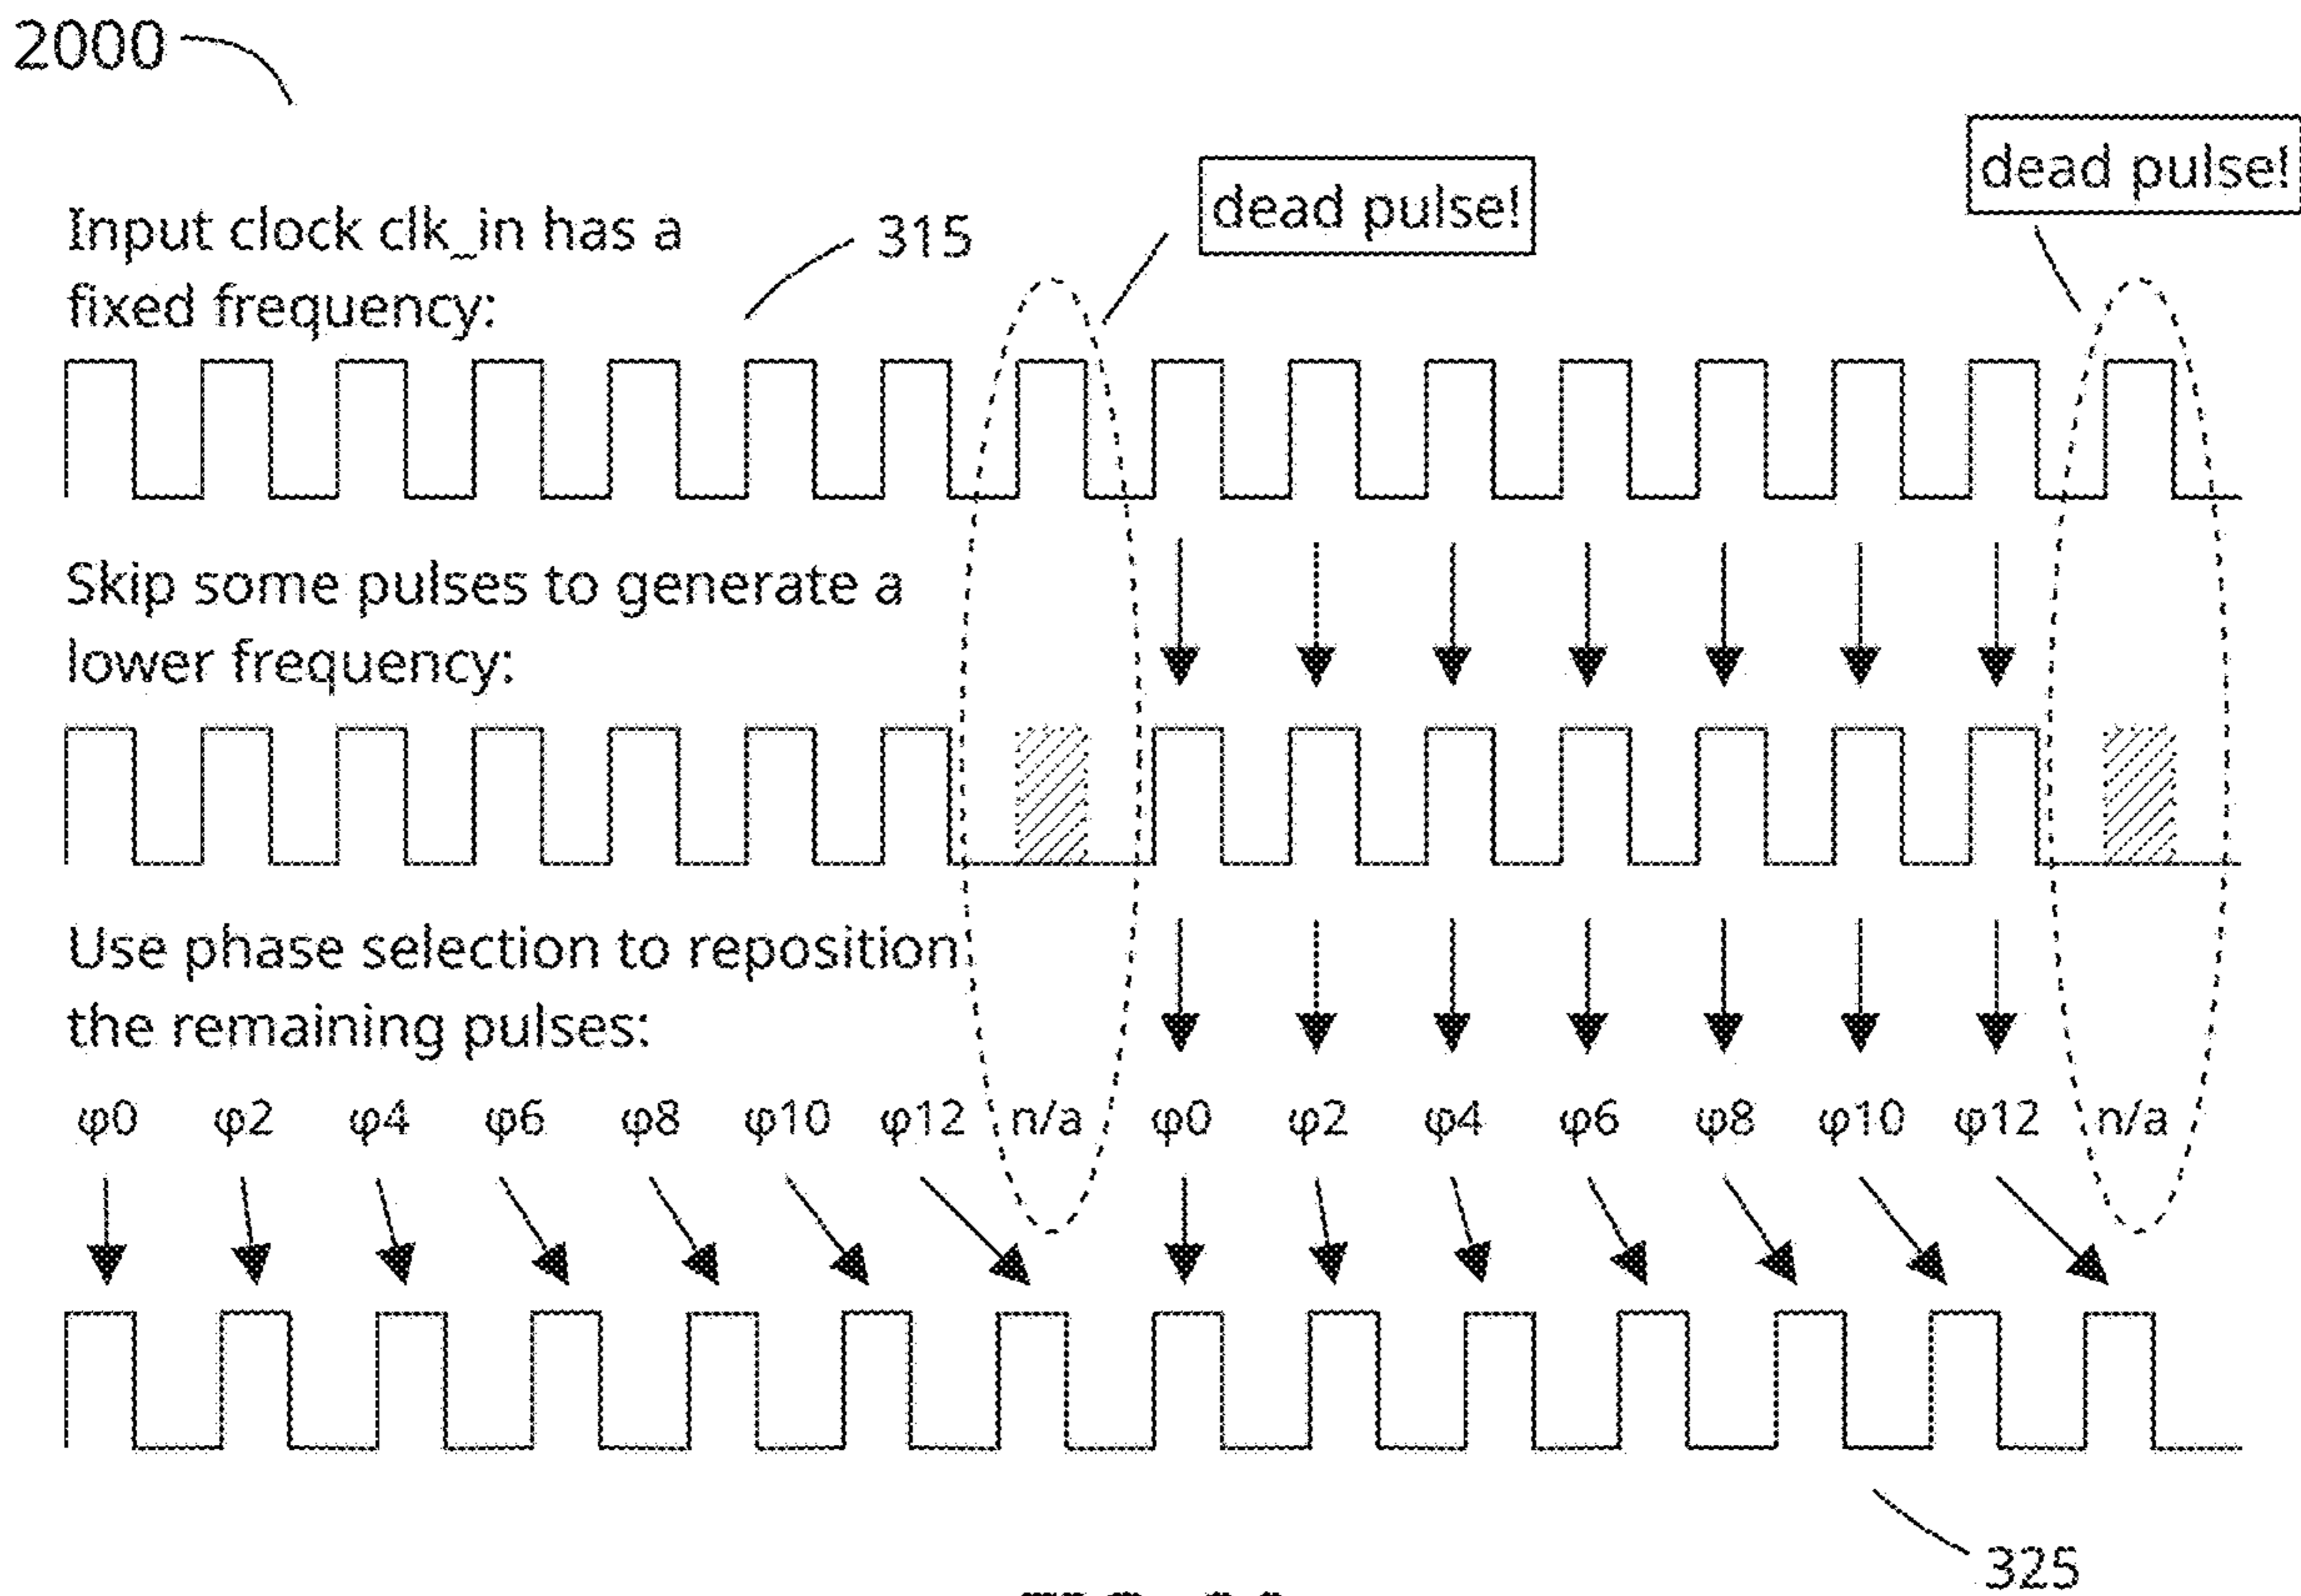 2000
dead pulse!
dead pulse!
Input clock clk_in has a
fixed frequency:
315
Skip some pulses to generate a
lower frequency:
Use phase selection to reposition
the remaining pulses:
φ0 φ2 φ4 φ6 φ8 φ10 φ12 n/a φ0 φ2 φ4 φ6 φ8 φ10 φ12 n/a
325